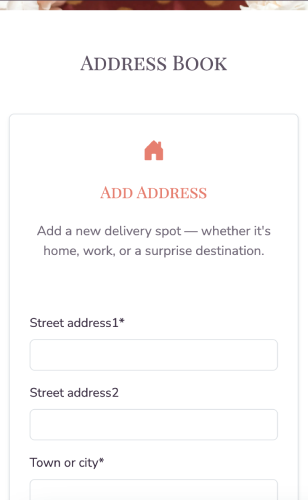 Address Book
Add Address
Add a new delivery spot — whether it's
home, work, or a surprise destination.
Street address1*
Street address2
Town or city*